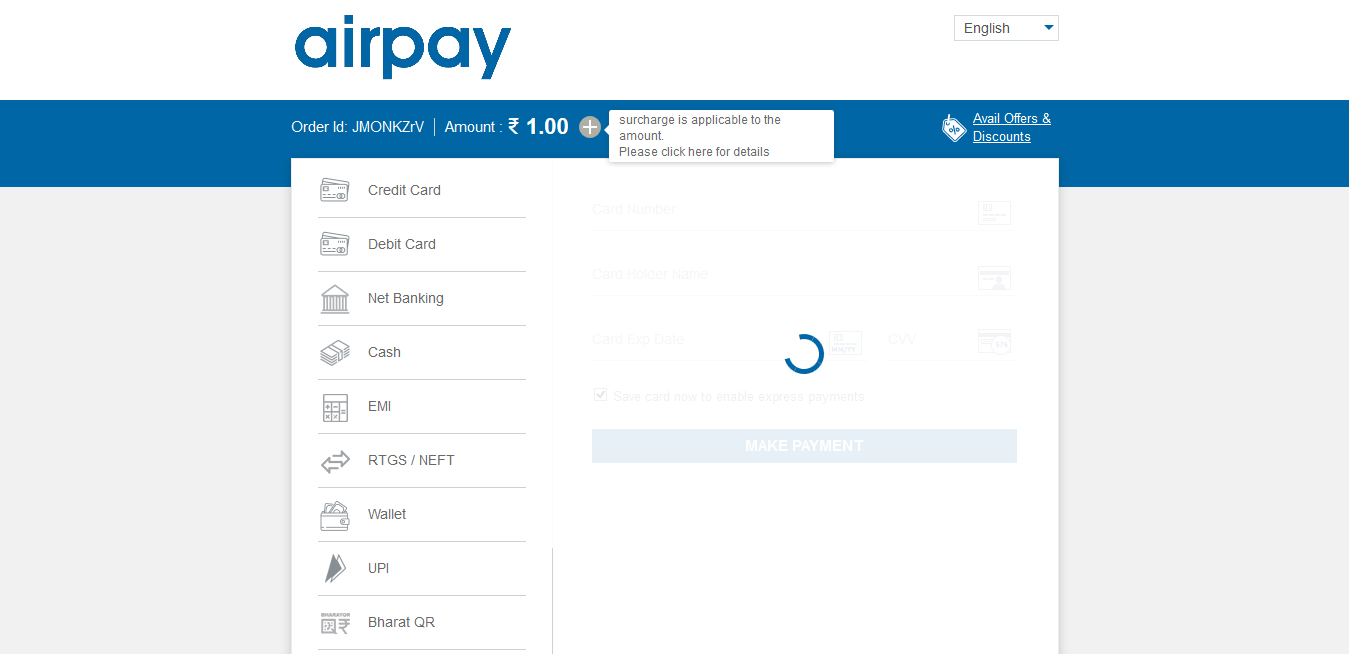 airpay
English
Order Id: JMONKZrV | Amount : ₹ 1.00
surcharge is applicable to the
amount.
Please click here for details
Avail Offers &
Discounts
Credit Card
Debit Card
Net Banking
Cash
EMI
RTGS / NEFT
Wallet
UPI
BHARATQR
Bharat QR
Card Number
Card Holder Name
Card Exp Date
MM/YY
CVV
Save card now to enable express payments
MAKE PAYMENT